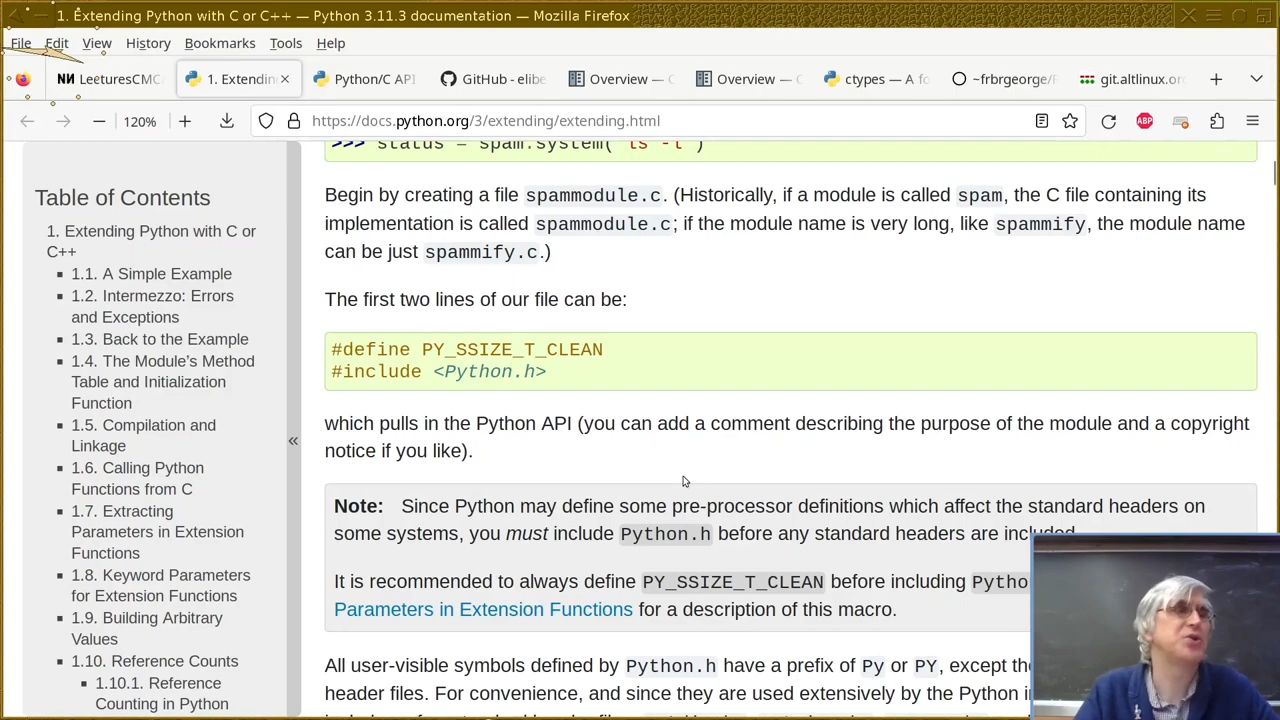 1. Extending Python with C or C++ — Python 3.11.3 documentation — Mozilla Firefox
File Edit View History Bookmarks Tools Help
LecturesCMC 1. Extendin Python/C API GitHub - elibe Overview — Overview — ctypes — A fo ~frbrgeorge/ git.altlinux.org
120% https://docs.python.org/3/extending/extending.html ABP
>>> status = spam.system("ls -l")
Table of Contents
1. Extending Python with C or
C++
1.1. A Simple Example
1.2. Intermezzo: Errors
and Exceptions
1.3. Back to the Example
1.4. The Module's Method
Table and Initialization
Function
1.5. Compilation and
Linkage
1.6. Calling Python
Functions from C
1.7. Extracting
Parameters in Extension
Functions
1.8. Keyword Parameters
for Extension Functions
1.9. Building Arbitrary
Values
1.10. Reference Counts
1.10.1. Reference
Counting in Python
«
Begin by creating a file spammodule.c. (Historically, if a module is called spam, the C file containing its
implementation is called spammodule.c; if the module name is very long, like spammify, the module name
can be just spammify.c.)
The first two lines of our file can be:
#define PY_SSIZE_T_CLEAN
#include <Python.h>
which pulls in the Python API (you can add a comment describing the purpose of the module and a copyright
notice if you like).
Note: Since Python may define some pre-processor definitions which affect the standard headers on
some systems, you must include Python.h before any standard headers are included.
It is recommended to always define PY_SSIZE_T_CLEAN before including Pytho
Parameters in Extension Functions for a description of this macro.
All user-visible symbols defined by Python.h have a prefix of Py or PY, except th
header files. For convenience, and since they are used extensively by the Python i